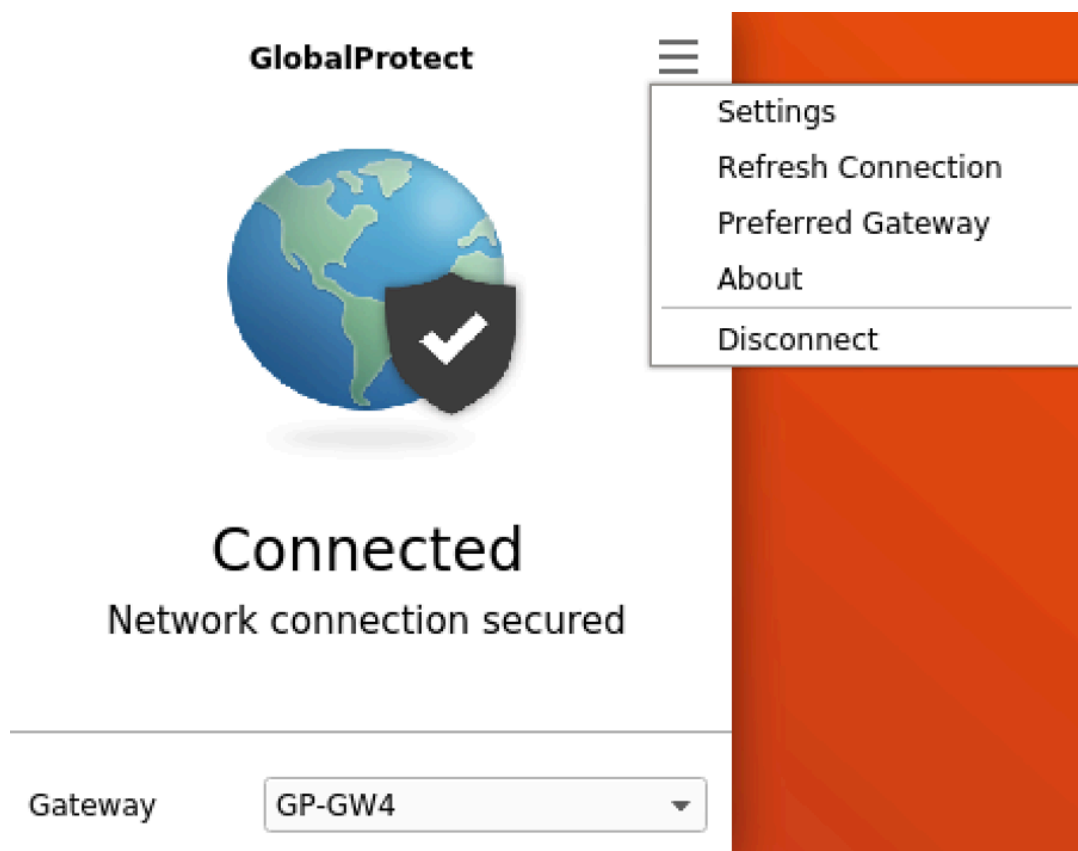 GlobalProtect
Settings
Refresh Connection
Preferred Gateway
About
Disconnect
Connected
Network connection secured
Gateway GP-GW4